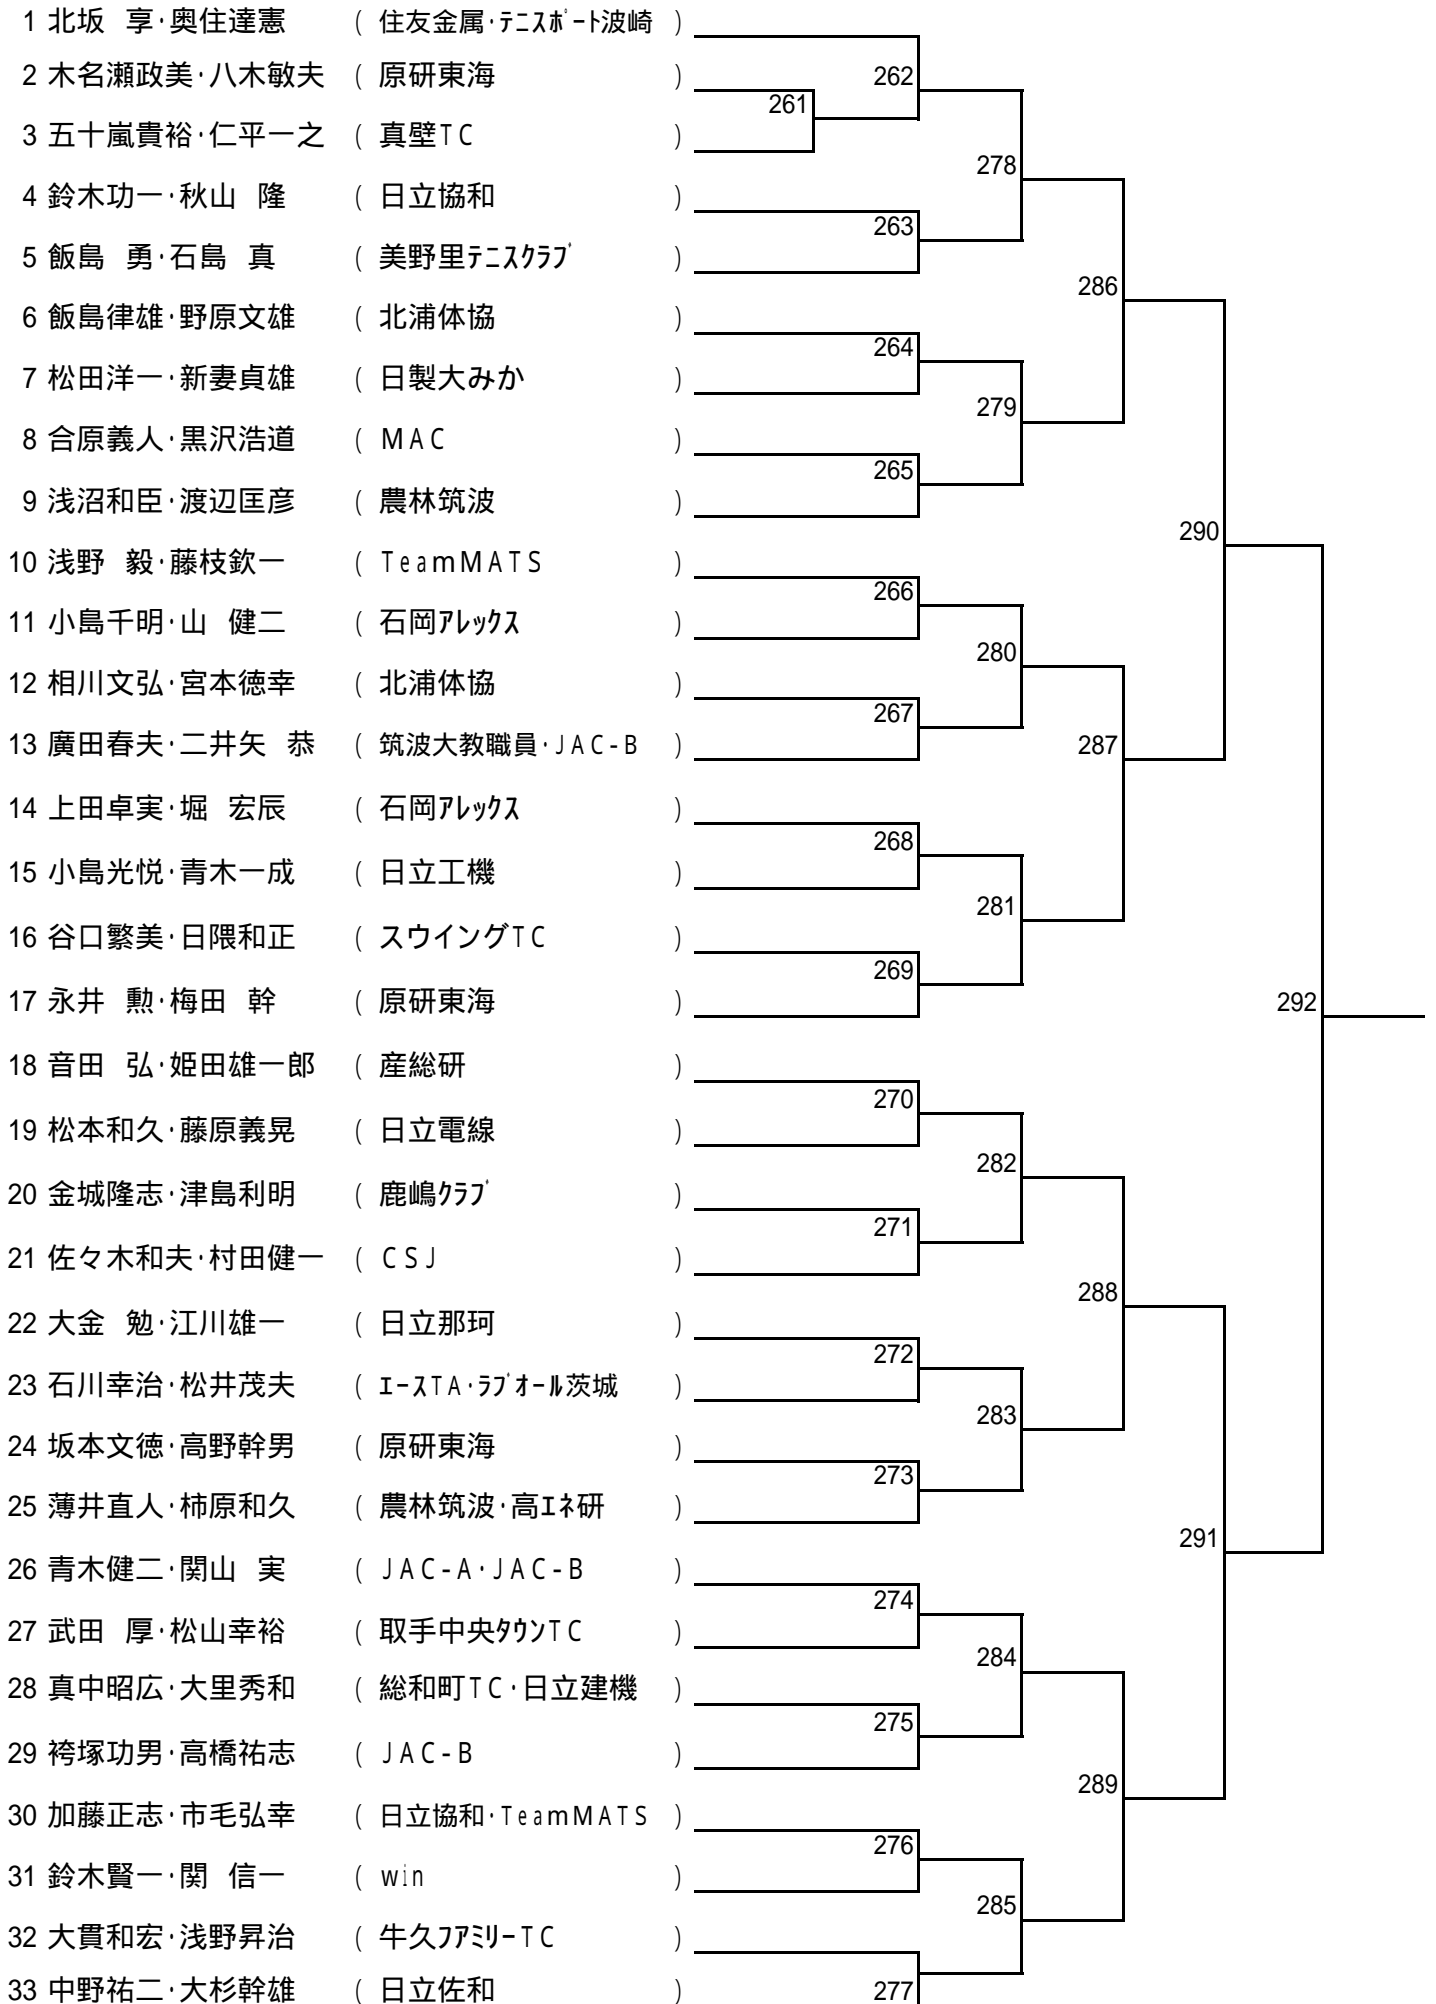 1 北坂 享・奥住達憲 ( 住友金属・ﾃﾆｽﾎﾟｰﾄ波崎 )
262
2 木名瀬政美・八木敏夫 ( 原研東海 )
261
3 五十嵐貴裕・仁平一之 ( 真壁TC )
278
4 鈴木功一・秋山 隆 ( 日立協和 )
263
5 飯島 勇・石島 真 ( 美野里ﾃﾆｽｸﾗﾌﾞ )
286
6 飯島律雄・野原文雄 ( 北浦体協 )
264
7 松田洋一・新妻貞雄 ( 日製大みか )
279
8 合原義人・黒沢浩道 ( MAC )
265
9 浅沼和臣・渡辺匡彦 ( 農林筑波 )
290
10 浅野 毅・藤枝欽一 ( TeamMATS )
266
11 小島千明・山 健二 ( 石岡ｱﾚｯｸｽ )
280
12 相川文弘・宮本徳幸 ( 北浦体協 )
267
13 廣田春夫・二井矢 恭 ( 筑波大教職員・JAC-B )
287
14 上田卓実・堀 宏辰 ( 石岡ｱﾚｯｸｽ )
268
15 小島光悦・青木一成 ( 日立工機 )
281
16 谷口繁美・日隈和正 ( スウイングTC )
269
17 永井 勲・梅田 幹 ( 原研東海 )
292
18 音田 弘・姫田雄一郎 ( 産総研 )
270
19 松本和久・藤原義晃 ( 日立電線 )
282
20 金城隆志・津島利明 ( 鹿嶋ｸﾗﾌﾞ )
271
21 佐々木和夫・村田健一 ( CSJ )
288
22 大金 勉・江川雄一 ( 日立那珂 )
272
23 石川幸治・松井茂夫 ( ｴｰｽTA・ﾗﾌﾞｵｰﾙ茨城 )
283
24 坂本文徳・高野幹男 ( 原研東海 )
273
25 薄井直人・柿原和久 ( 農林筑波・高ｴﾈ研 )
291
26 青木健二・関山 実 ( JAC-A・JAC-B )
274
27 武田 厚・松山幸裕 ( 取手中央ﾀｳﾝTC )
284
28 真中昭広・大里秀和 ( 総和町TC・日立建機 )
275
29 袴塚功男・高橋祐志 ( JAC-B )
289
30 加藤正志・市毛弘幸 ( 日立協和・TeamMATS )
276
31 鈴木賢一・関 信一 ( win )
285
32 大貫和宏・浅野昇治 ( 牛久ﾌｱﾐﾘｰTC )
33 中野祐二・大杉幹雄 ( 日立佐和 )
277